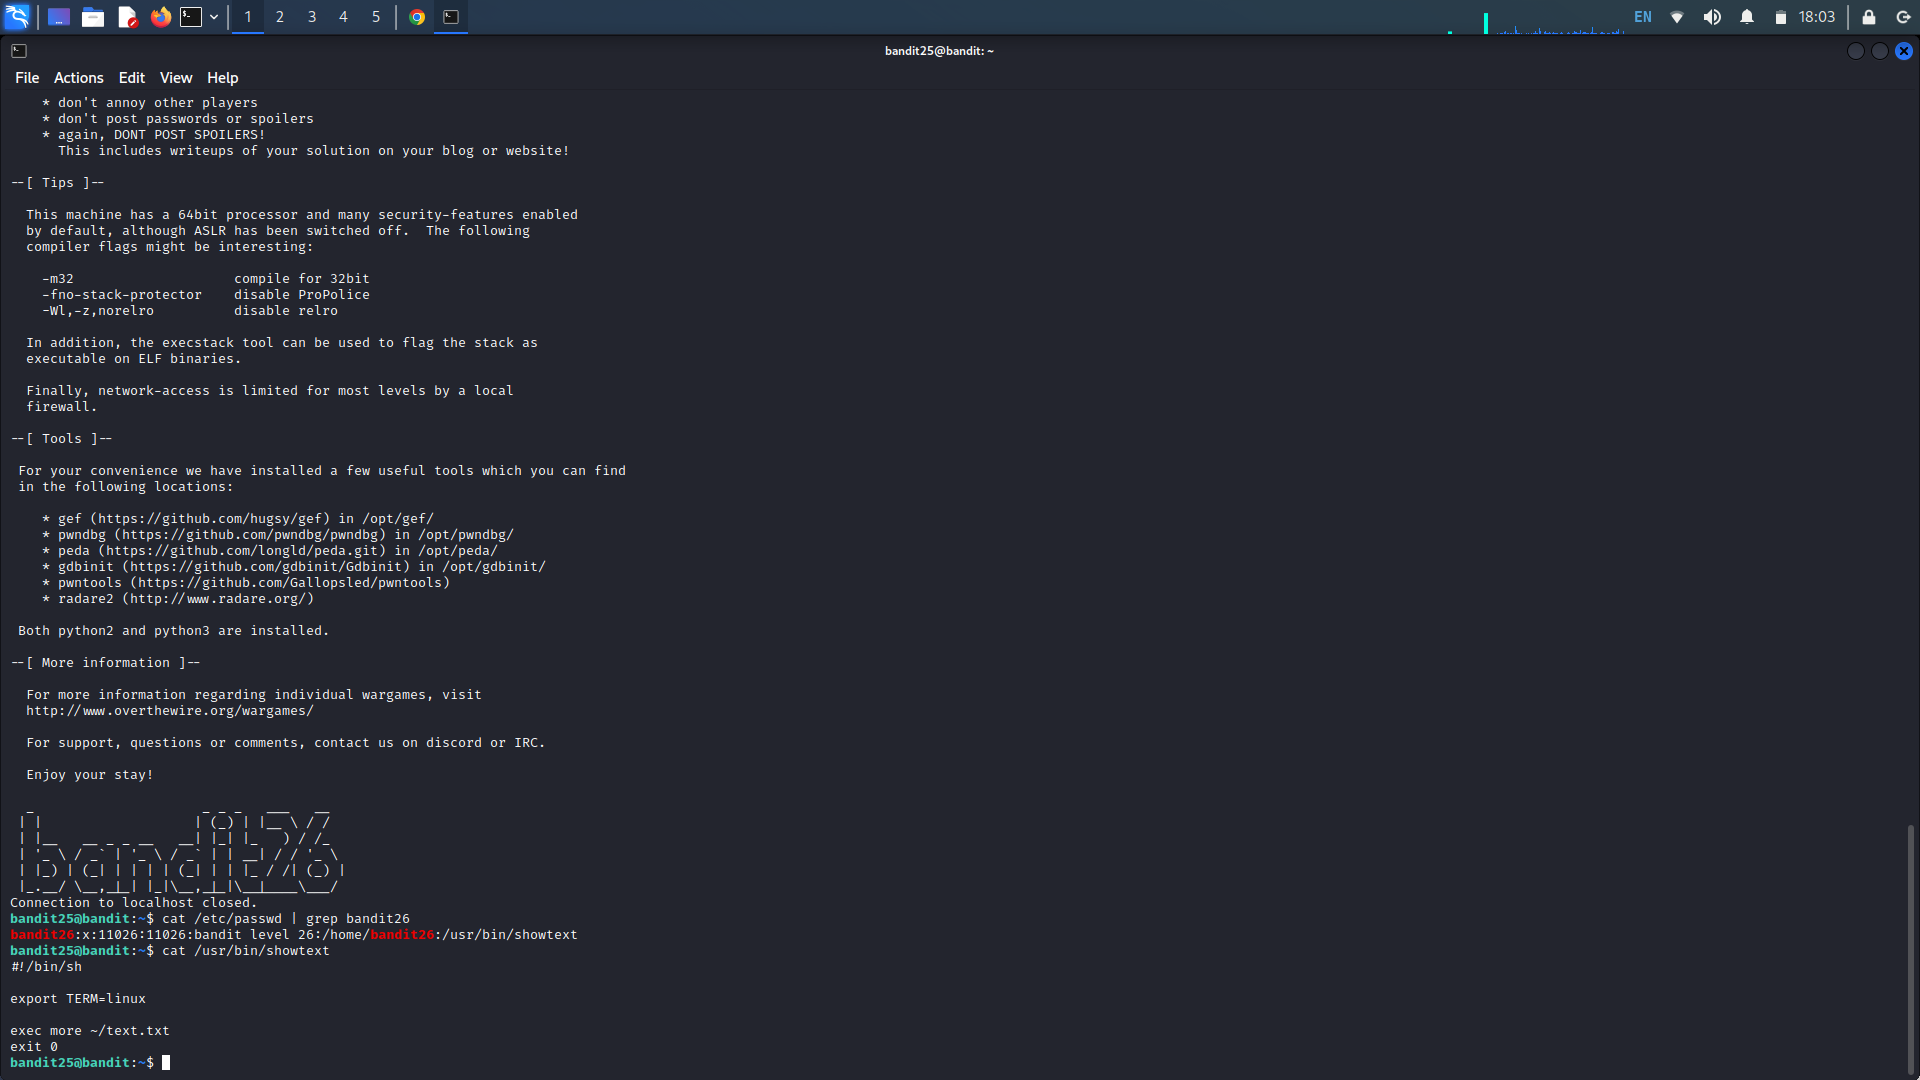 1 2 3 4 5 EN 18:03
bandit25@bandit: ~
File Actions Edit View Help
* don't annoy other players
* don't post passwords or spoilers
* again, DONT POST SPOILERS!
This includes writeups of your solution on your blog or website!
--[ Tips ]--
This machine has a 64bit processor and many security-features enabled
by default, although ASLR has been switched off.  The following
compiler flags might be interesting:
-m32                    compile for 32bit
-fno-stack-protector    disable ProPolice
-Wl,-z,norelro          disable relro
In addition, the execstack tool can be used to flag the stack as
executable on ELF binaries.
Finally, network-access is limited for most levels by a local
firewall.
--[ Tools ]--
For your convenience we have installed a few useful tools which you can find
in the following locations:
* gef (https://github.com/hugsy/gef) in /opt/gef/
* pwndbg (https://github.com/pwndbg/pwndbg) in /opt/pwndbg/
* peda (https://github.com/longld/peda.git) in /opt/peda/
* gdbinit (https://github.com/gdbinit/Gdbinit) in /opt/gdbinit/
* pwntools (https://github.com/Gallopsled/pwntools)
* radare2 (http://www.radare.org/)
Both python2 and python3 are installed.
--[ More information ]--
For more information regarding individual wargames, visit
http://www.overthewire.org/wargames/
For support, questions or comments, contact us on discord or IRC.
Enjoy your stay!
bandit26
Connection to localhost closed.
bandit25@bandit:~$ cat /etc/passwd | grep bandit26
bandit26:x:11026:11026:bandit level 26:/home/bandit26:/usr/bin/showtext
bandit25@bandit:~$ cat /usr/bin/showtext
#!/bin/sh
export TERM=linux
exec more ~/text.txt
exit 0
bandit25@bandit:~$